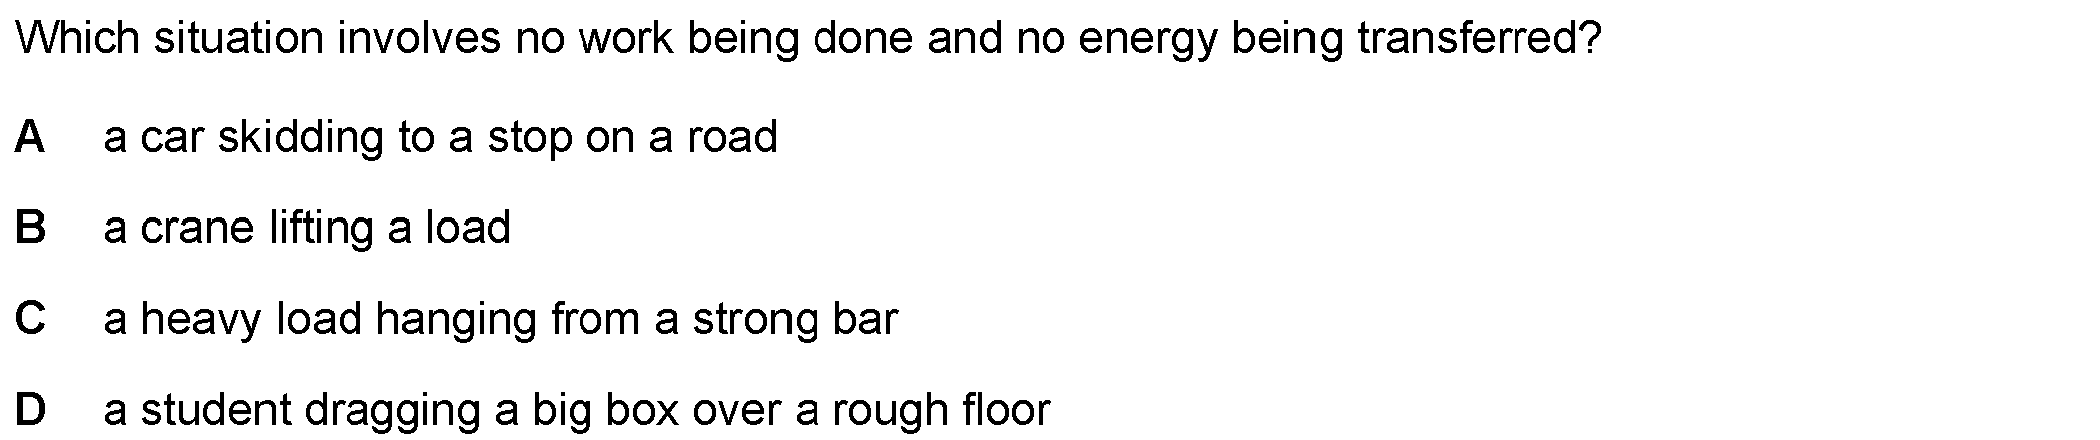 Which situation involves no work being done and no energy being transferred?
A a car skidding to a stop on a road
B a crane lifting a load
C a heavy load hanging from a strong bar
D a student dragging a big box over a rough floor